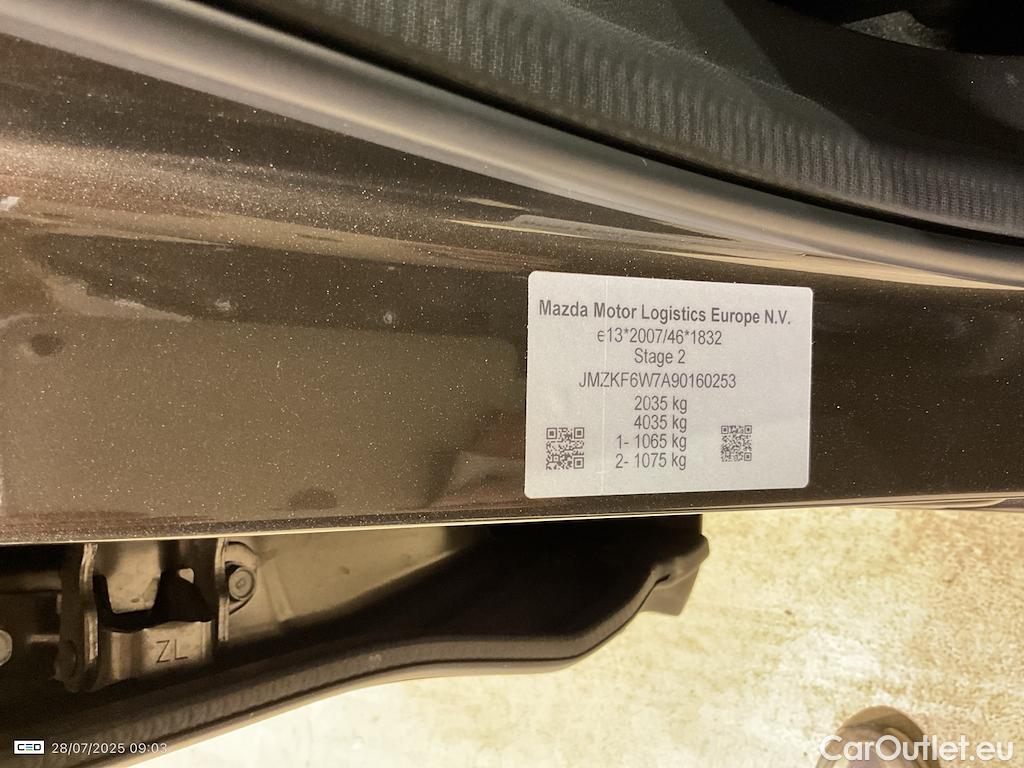 Mazda Motor Logistics Europe N.V.
e13*2007/46*1832
Stage 2
JMZKF6W7A90160253
2035 kg
4035 kg
1- 1065 kg
2- 1075 kg
ZL
CEO 28/07/2025 09:03
CarOutlet.eu